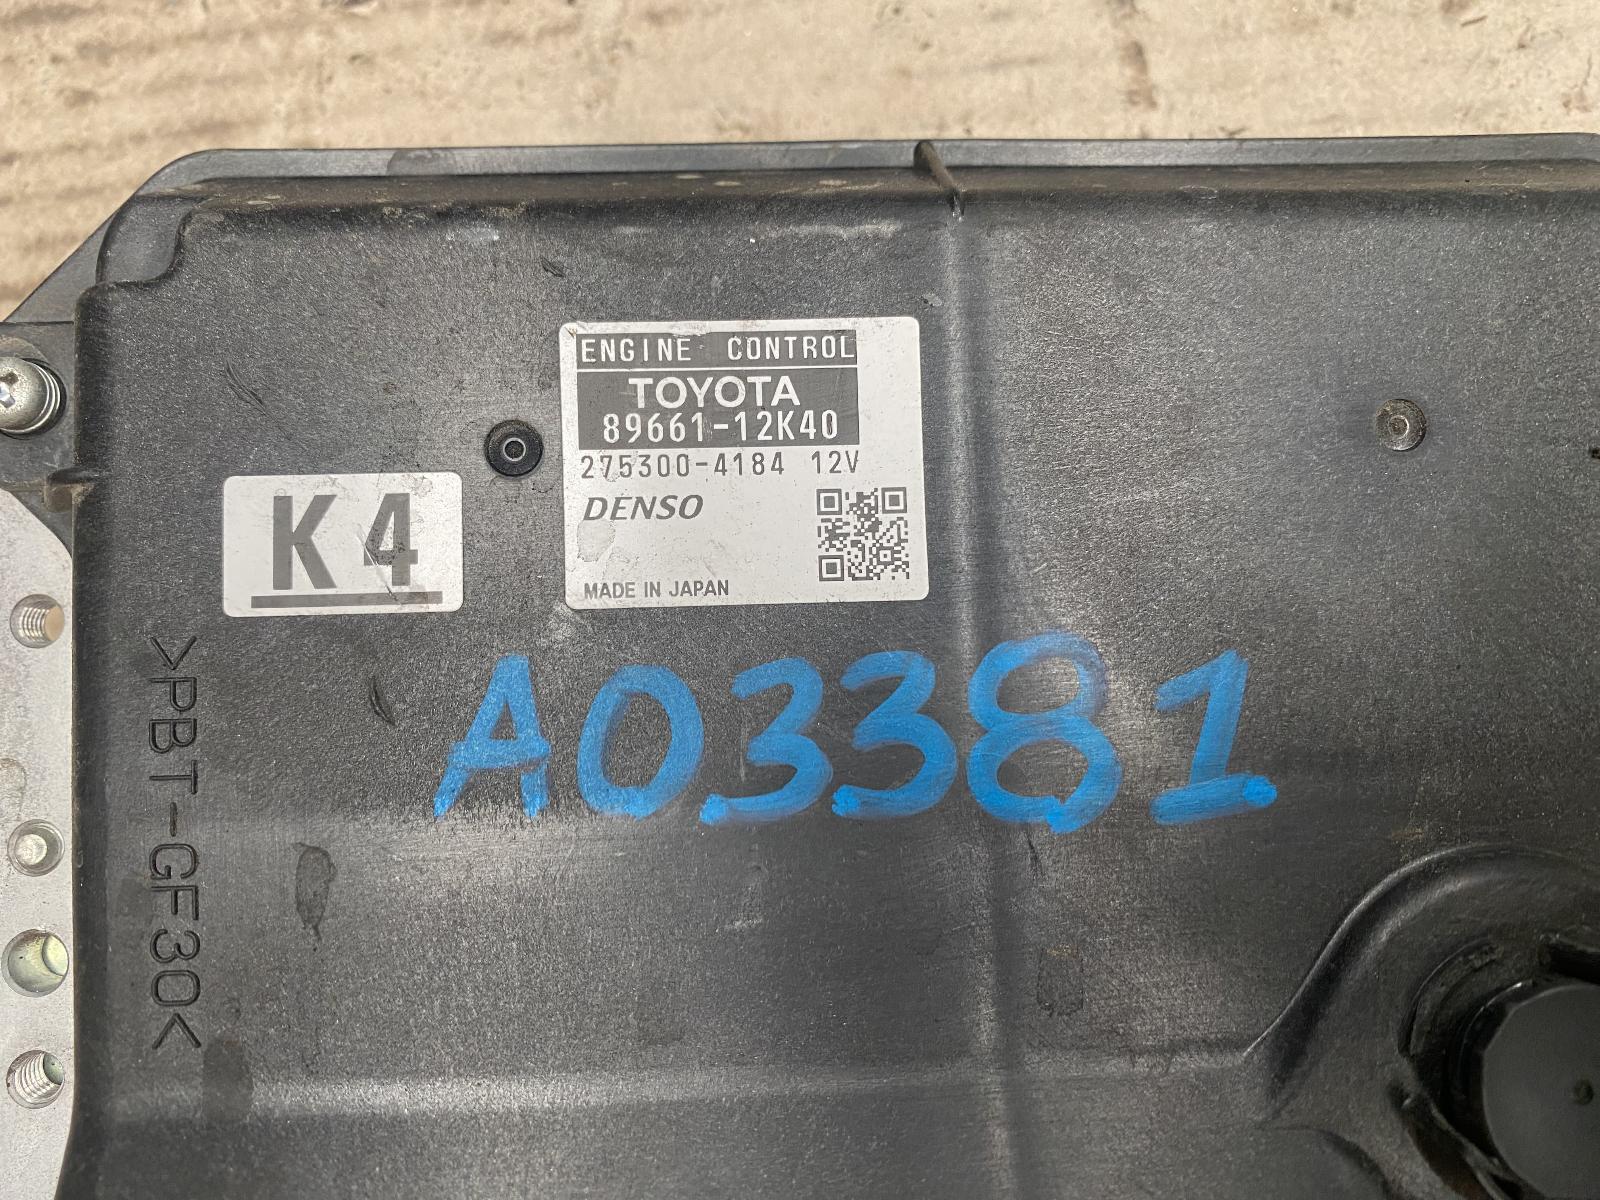 ENGINE CONTROL
TOYOTA
89661-12K40
275300-4184 12V
DENSO
MADE IN JAPAN
K4
>PBT-GF30<
A03381